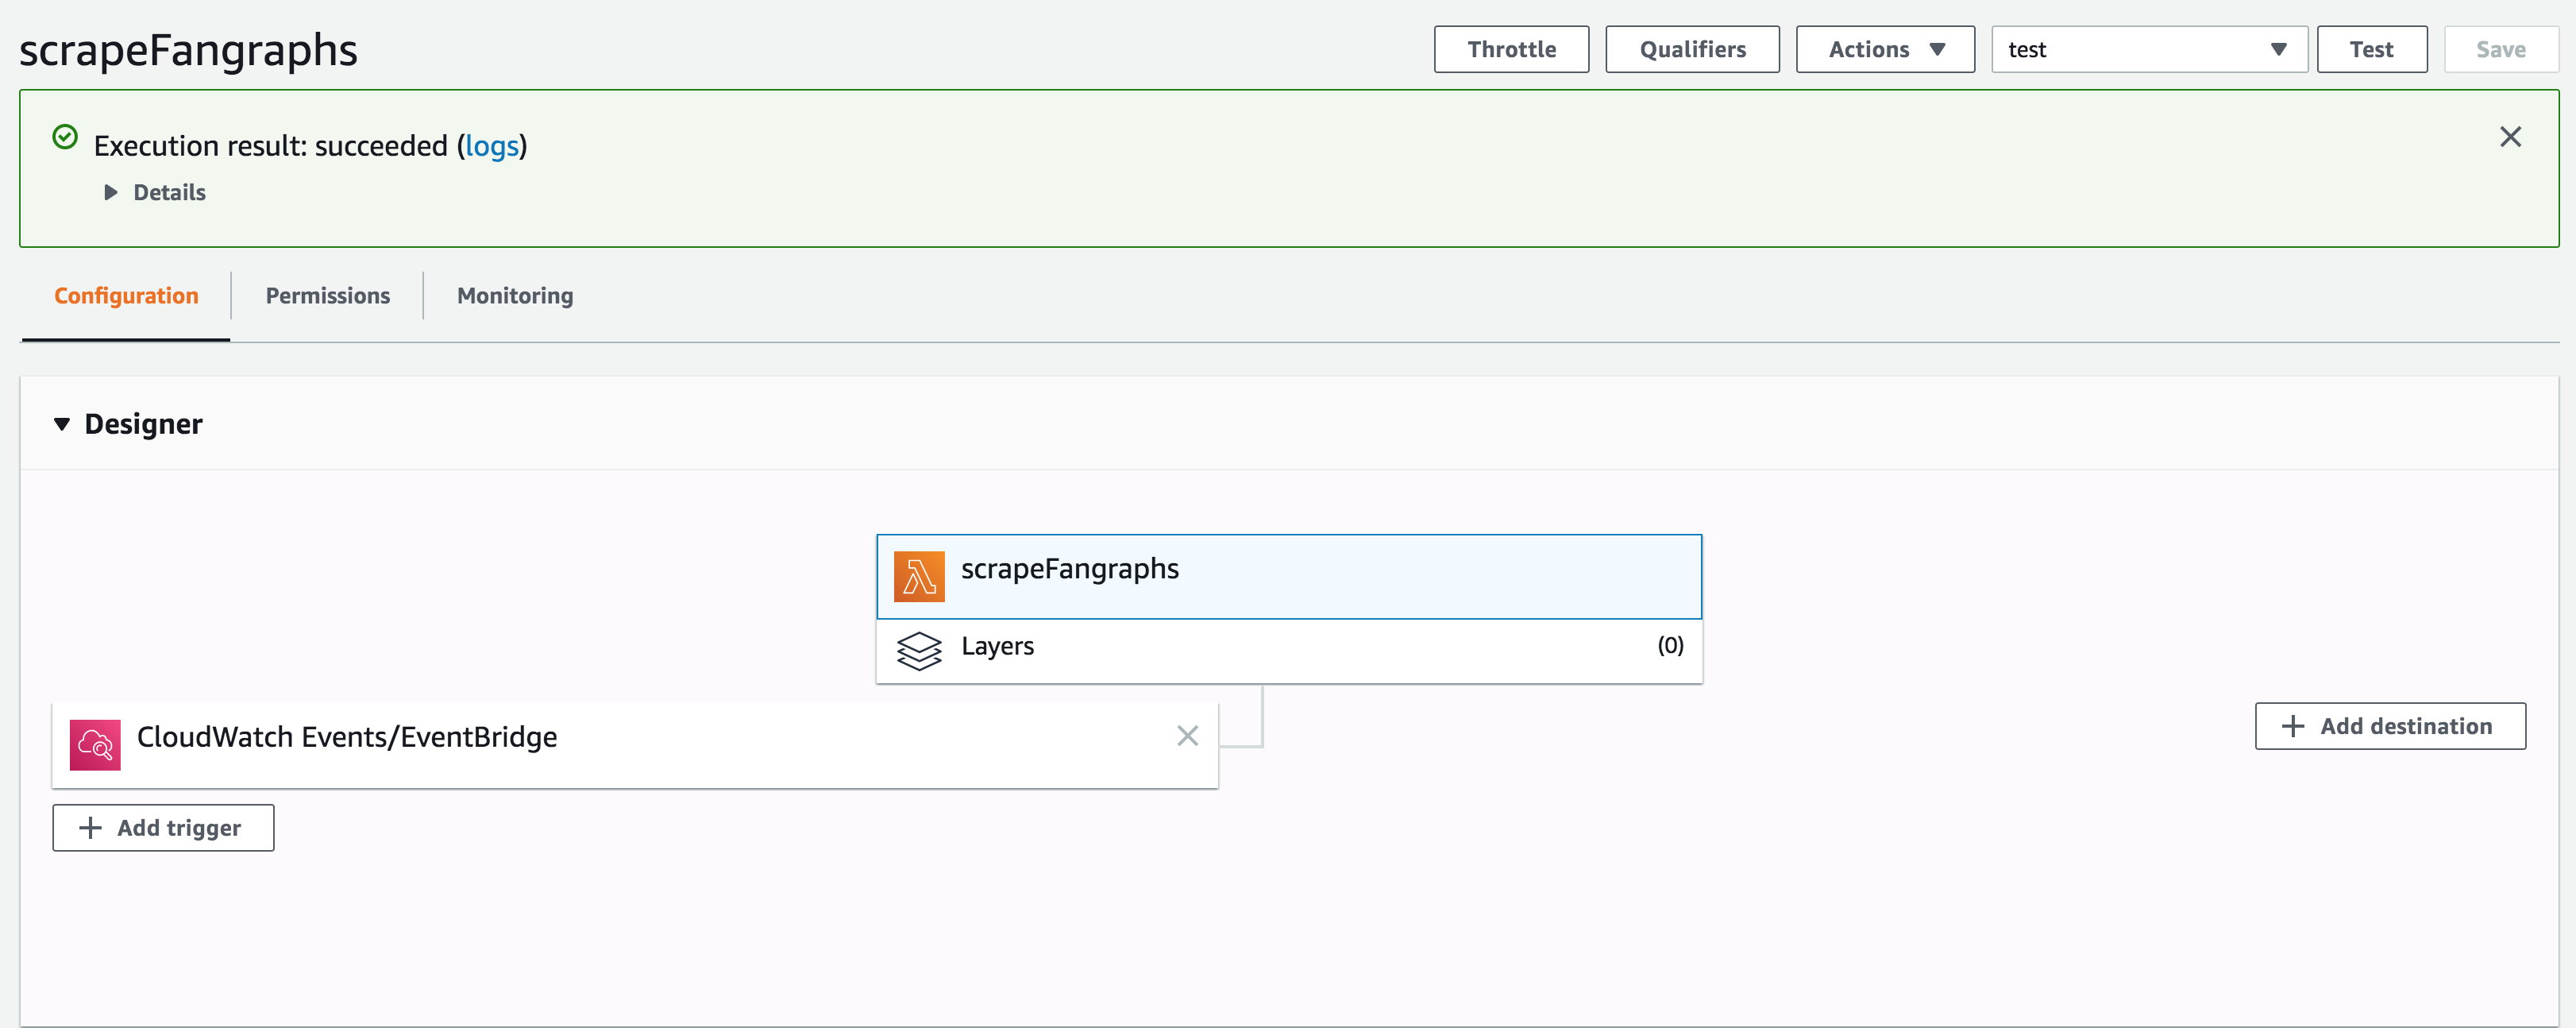 scrapeFangraphs
Throttle
Qualifiers
Actions
test
Test
Save
Execution result: succeeded (logs)
Details
Configuration
Permissions
Monitoring
Designer
scrapeFangraphs
Layers
(0)
CloudWatch Events/EventBridge
Add destination
Add trigger